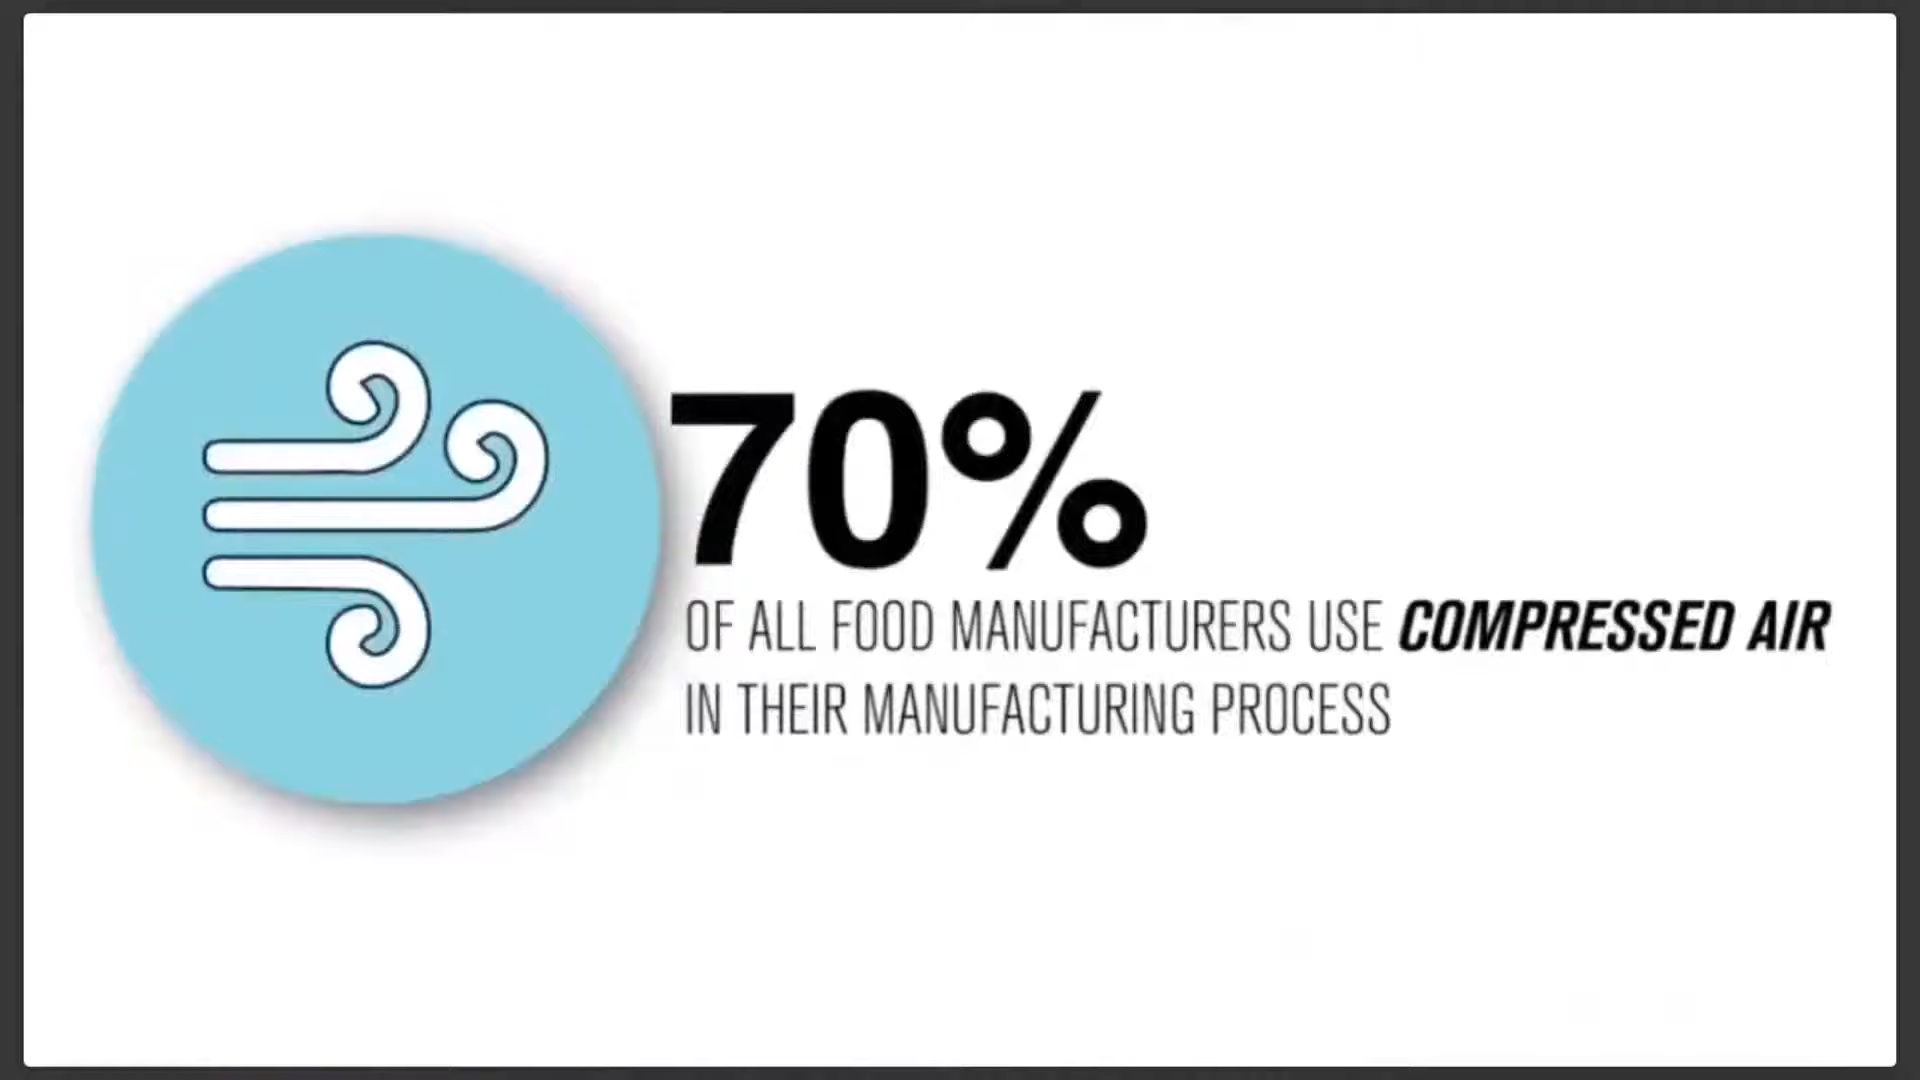 70%
OF ALL FOOD MANUFACTURERS USE COMPRESSED AIR
IN THEIR MANUFACTURING PROCESS